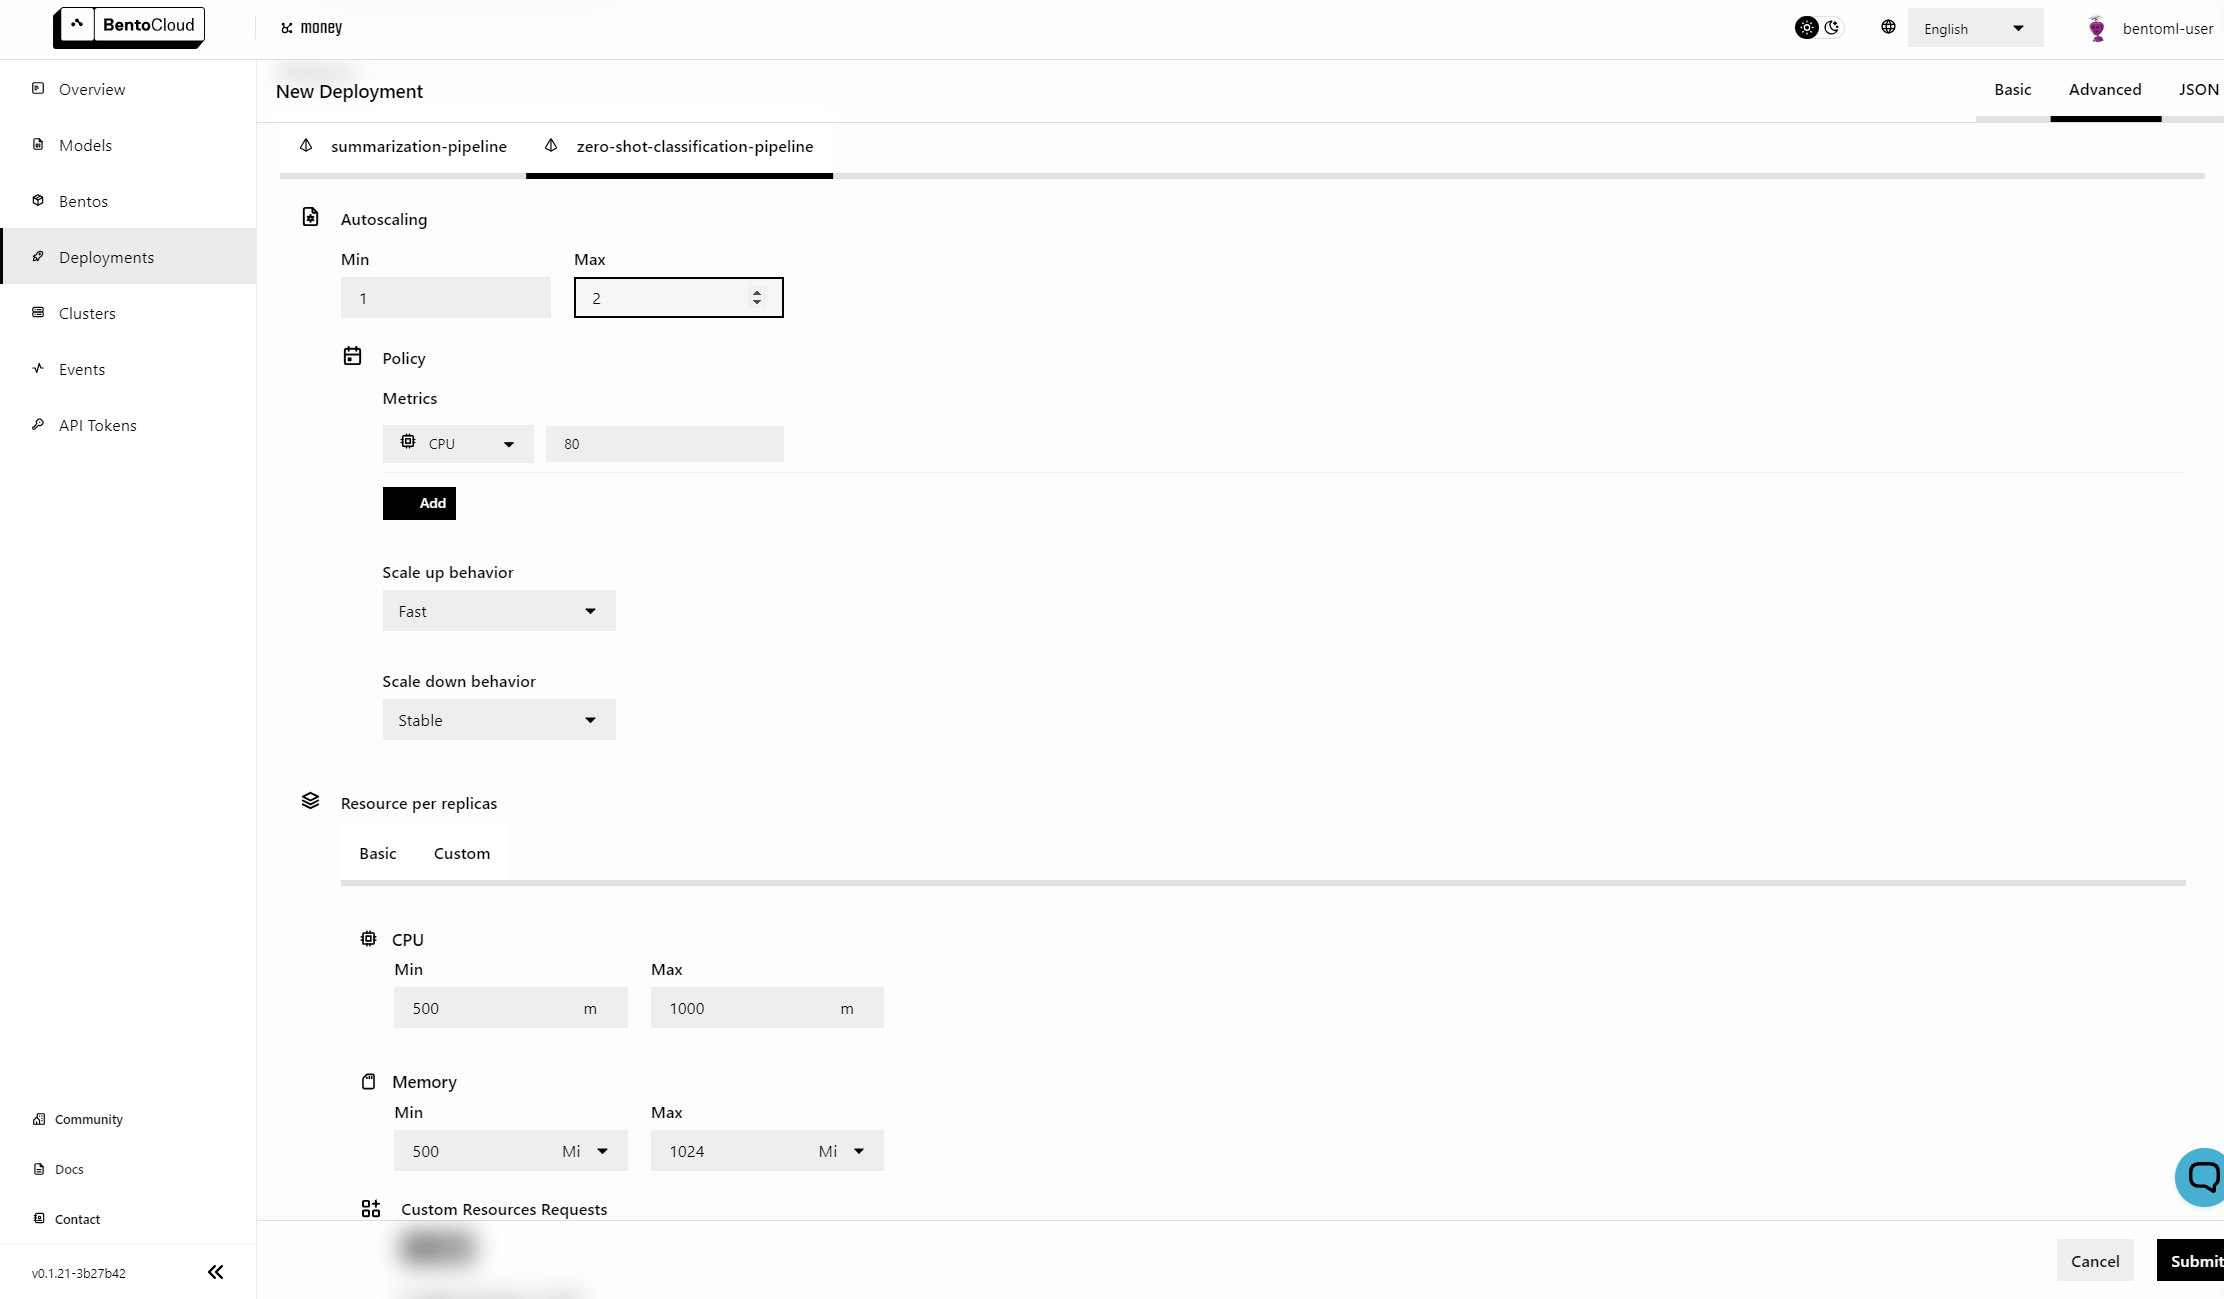 BentoCloud
money
English
bentoml-user
Overview
Models
Bentos
Deployments
Clusters
Events
API Tokens
New Deployment
Basic
Advanced
JSON
summarization-pipeline
zero-shot-classification-pipeline
Autoscaling
Min
Max
1
2
Policy
Metrics
CPU
80
Add
Scale up behavior
Fast
Scale down behavior
Stable
Resource per replicas
Basic
Custom
CPU
Min
Max
500 m
1000 m
Memory
Min
Max
500 Mi
1024 Mi
Custom Resources Requests
Community
Docs
Contact
v0.1.21-3b27b42
Cancel
Submit